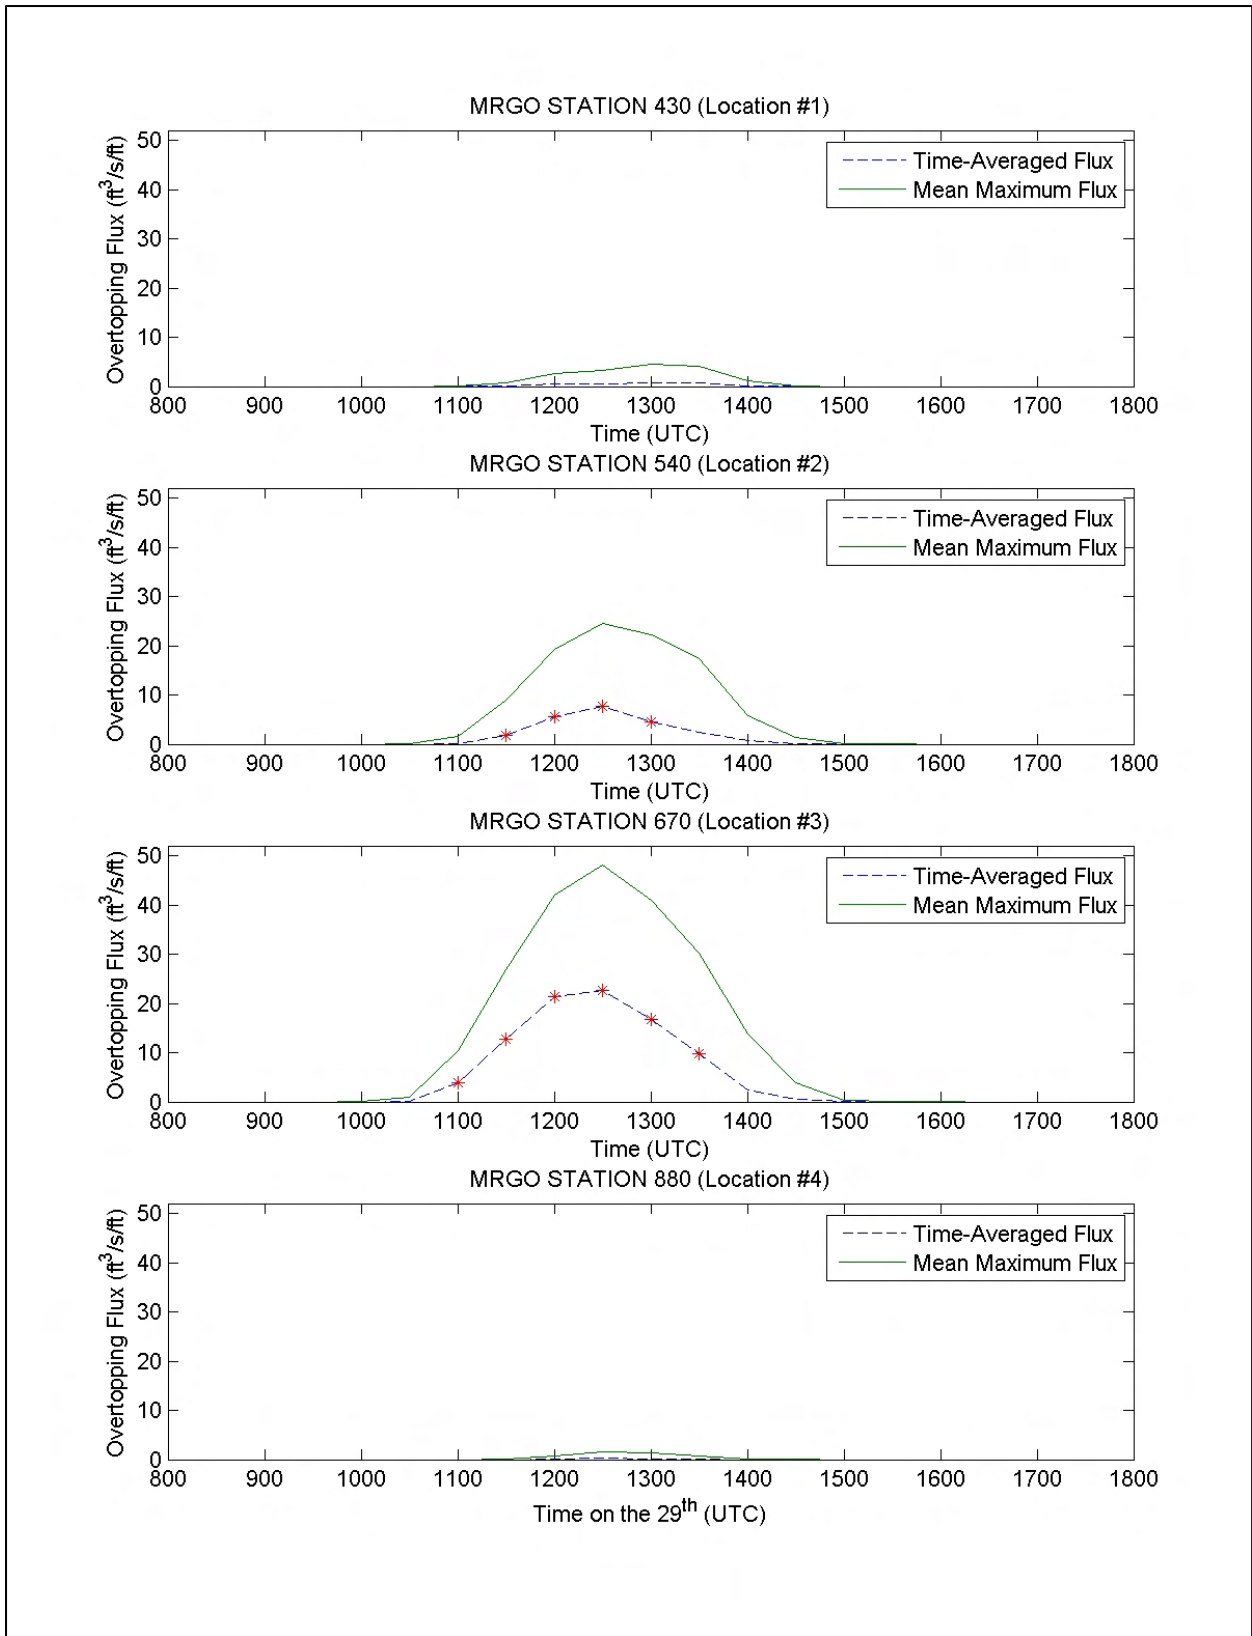 MRGO STATION 430 (Location #1)
Overtopping Flux (ft³/s/ft)
50
40
30
20
10
0
Time-Averaged Flux
Mean Maximum Flux
800 900 1000 1100 1200 1300 1400 1500 1600 1700 1800
Time (UTC)
MRGO STATION 540 (Location #2)
Overtopping Flux (ft³/s/ft)
50
40
30
20
10
0
Time-Averaged Flux
Mean Maximum Flux
800 900 1000 1100 1200 1300 1400 1500 1600 1700 1800
Time (UTC)
MRGO STATION 670 (Location #3)
Overtopping Flux (ft³/s/ft)
50
40
30
20
10
0
Time-Averaged Flux
Mean Maximum Flux
800 900 1000 1100 1200 1300 1400 1500 1600 1700 1800
Time (UTC)
MRGO STATION 880 (Location #4)
Overtopping Flux (ft³/s/ft)
50
40
30
20
10
0
Time-Averaged Flux
Mean Maximum Flux
800 900 1000 1100 1200 1300 1400 1500 1600 1700 1800
Time on the 29th (UTC)